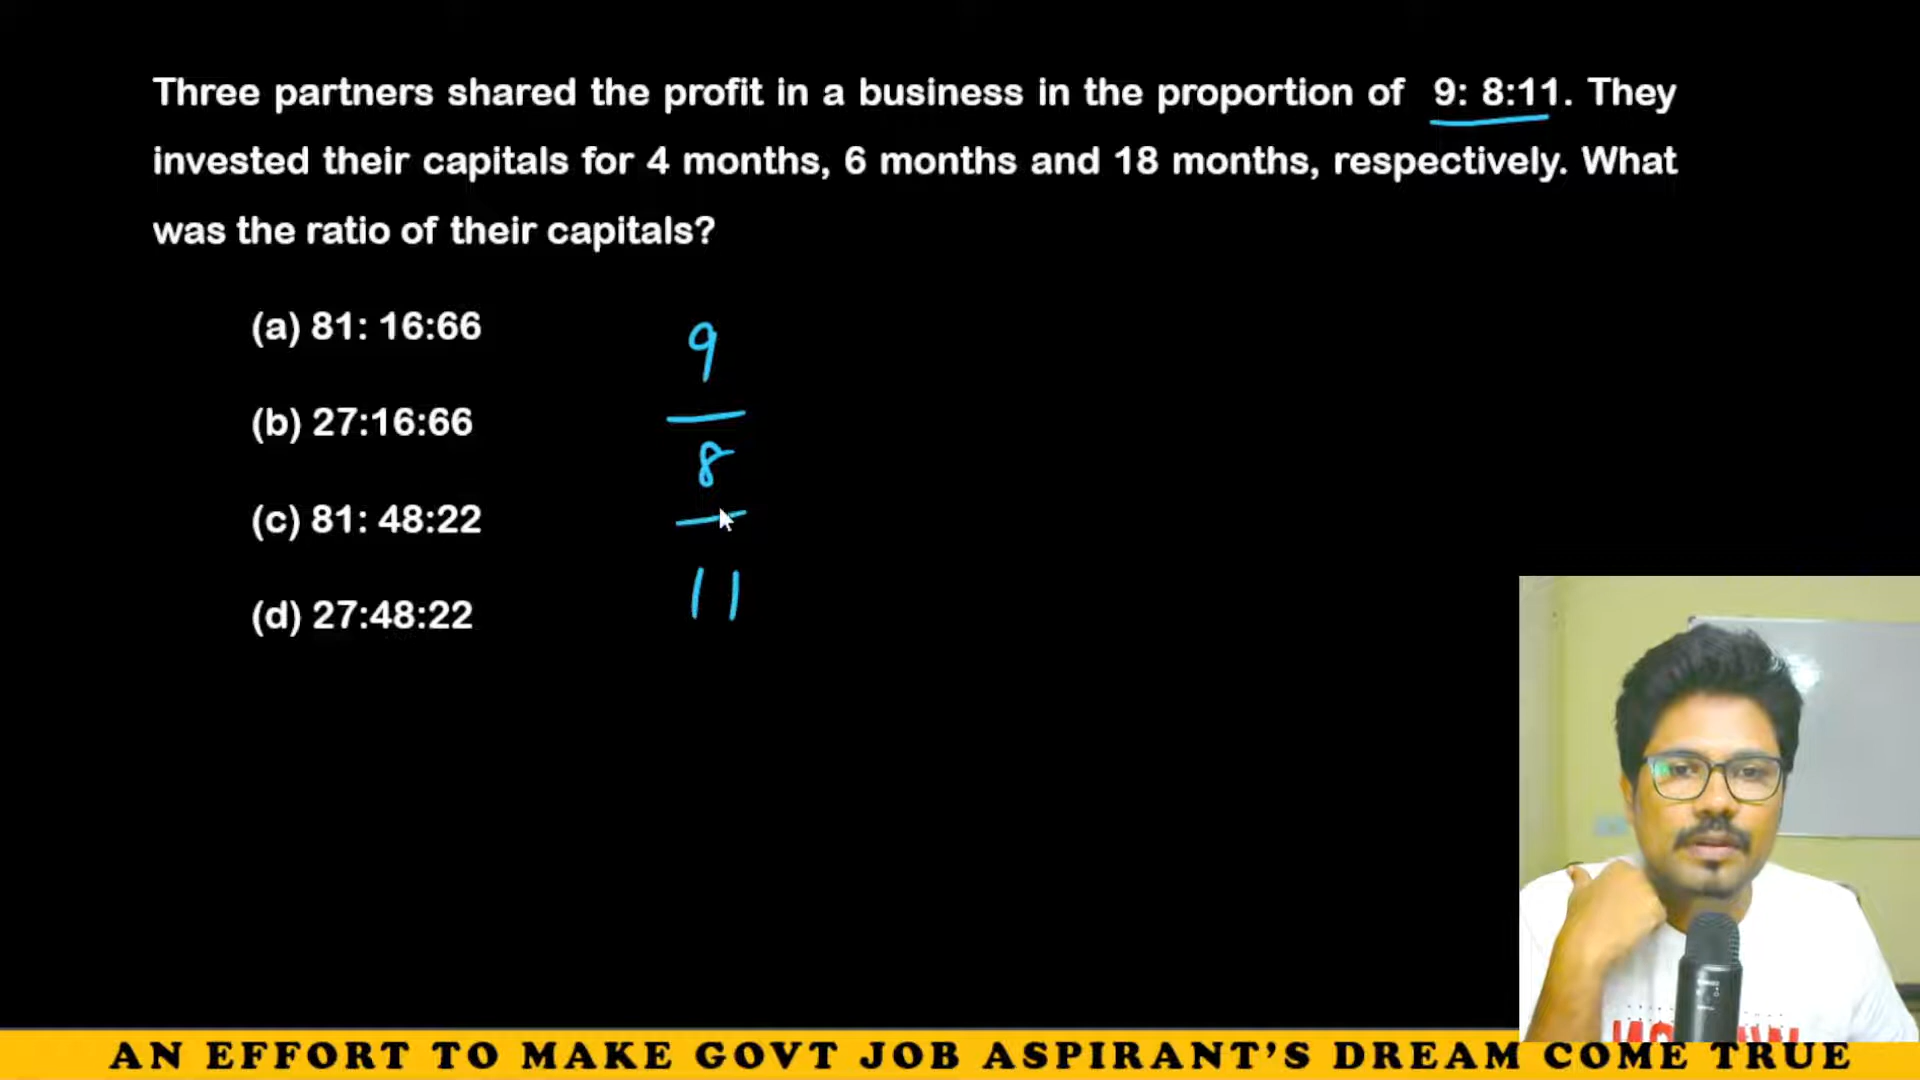 Three partners shared the profit in a business in the proportion of 9: 8:11. They
invested their capitals for 4 months, 6 months and 18 months, respectively. What
was the ratio of their capitals?
(a) 81: 16:66
(b) 27:16:66
(c) 81: 48:22
(d) 27:48:22
9
8
11
AN EFFORT TO MAKE GOVT JOB ASPIRANT'S DREAM COME TRUE